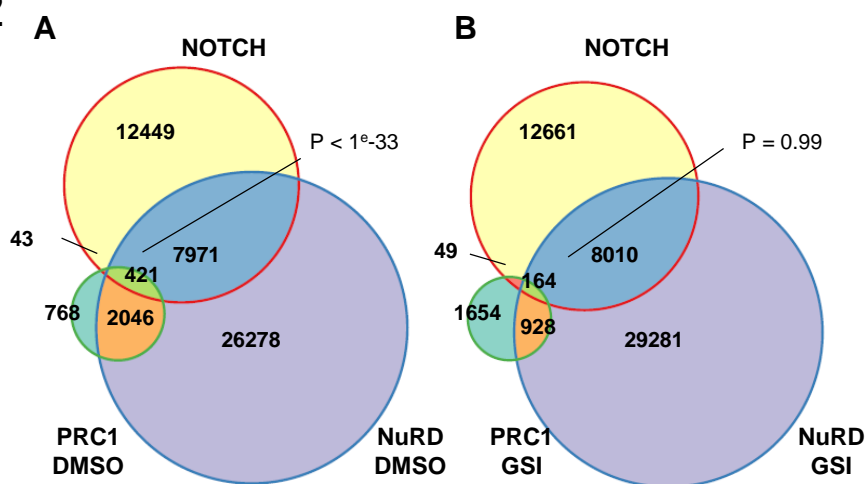 A
B
NOTCH
NOTCH
12449
12661
P < 1e-33
P = 0.99
43
49
7971
8010
421
164
768
2046
26278
1654
928
29281
PRC1
DMSO
NuRD
DMSO
PRC1
GSI
NuRD
GSI